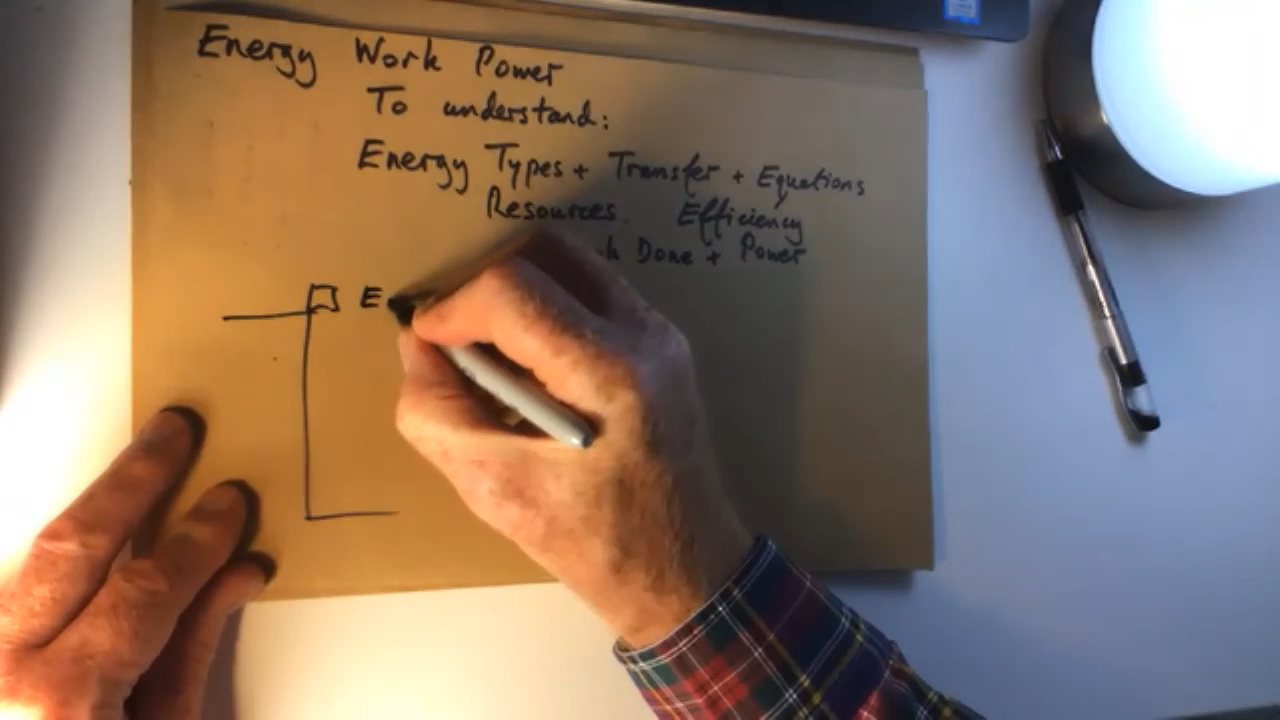 Energy Work Power
To understand:
Energy Types + Transfer + Equations
Resources. Efficiency
Done + Power
E